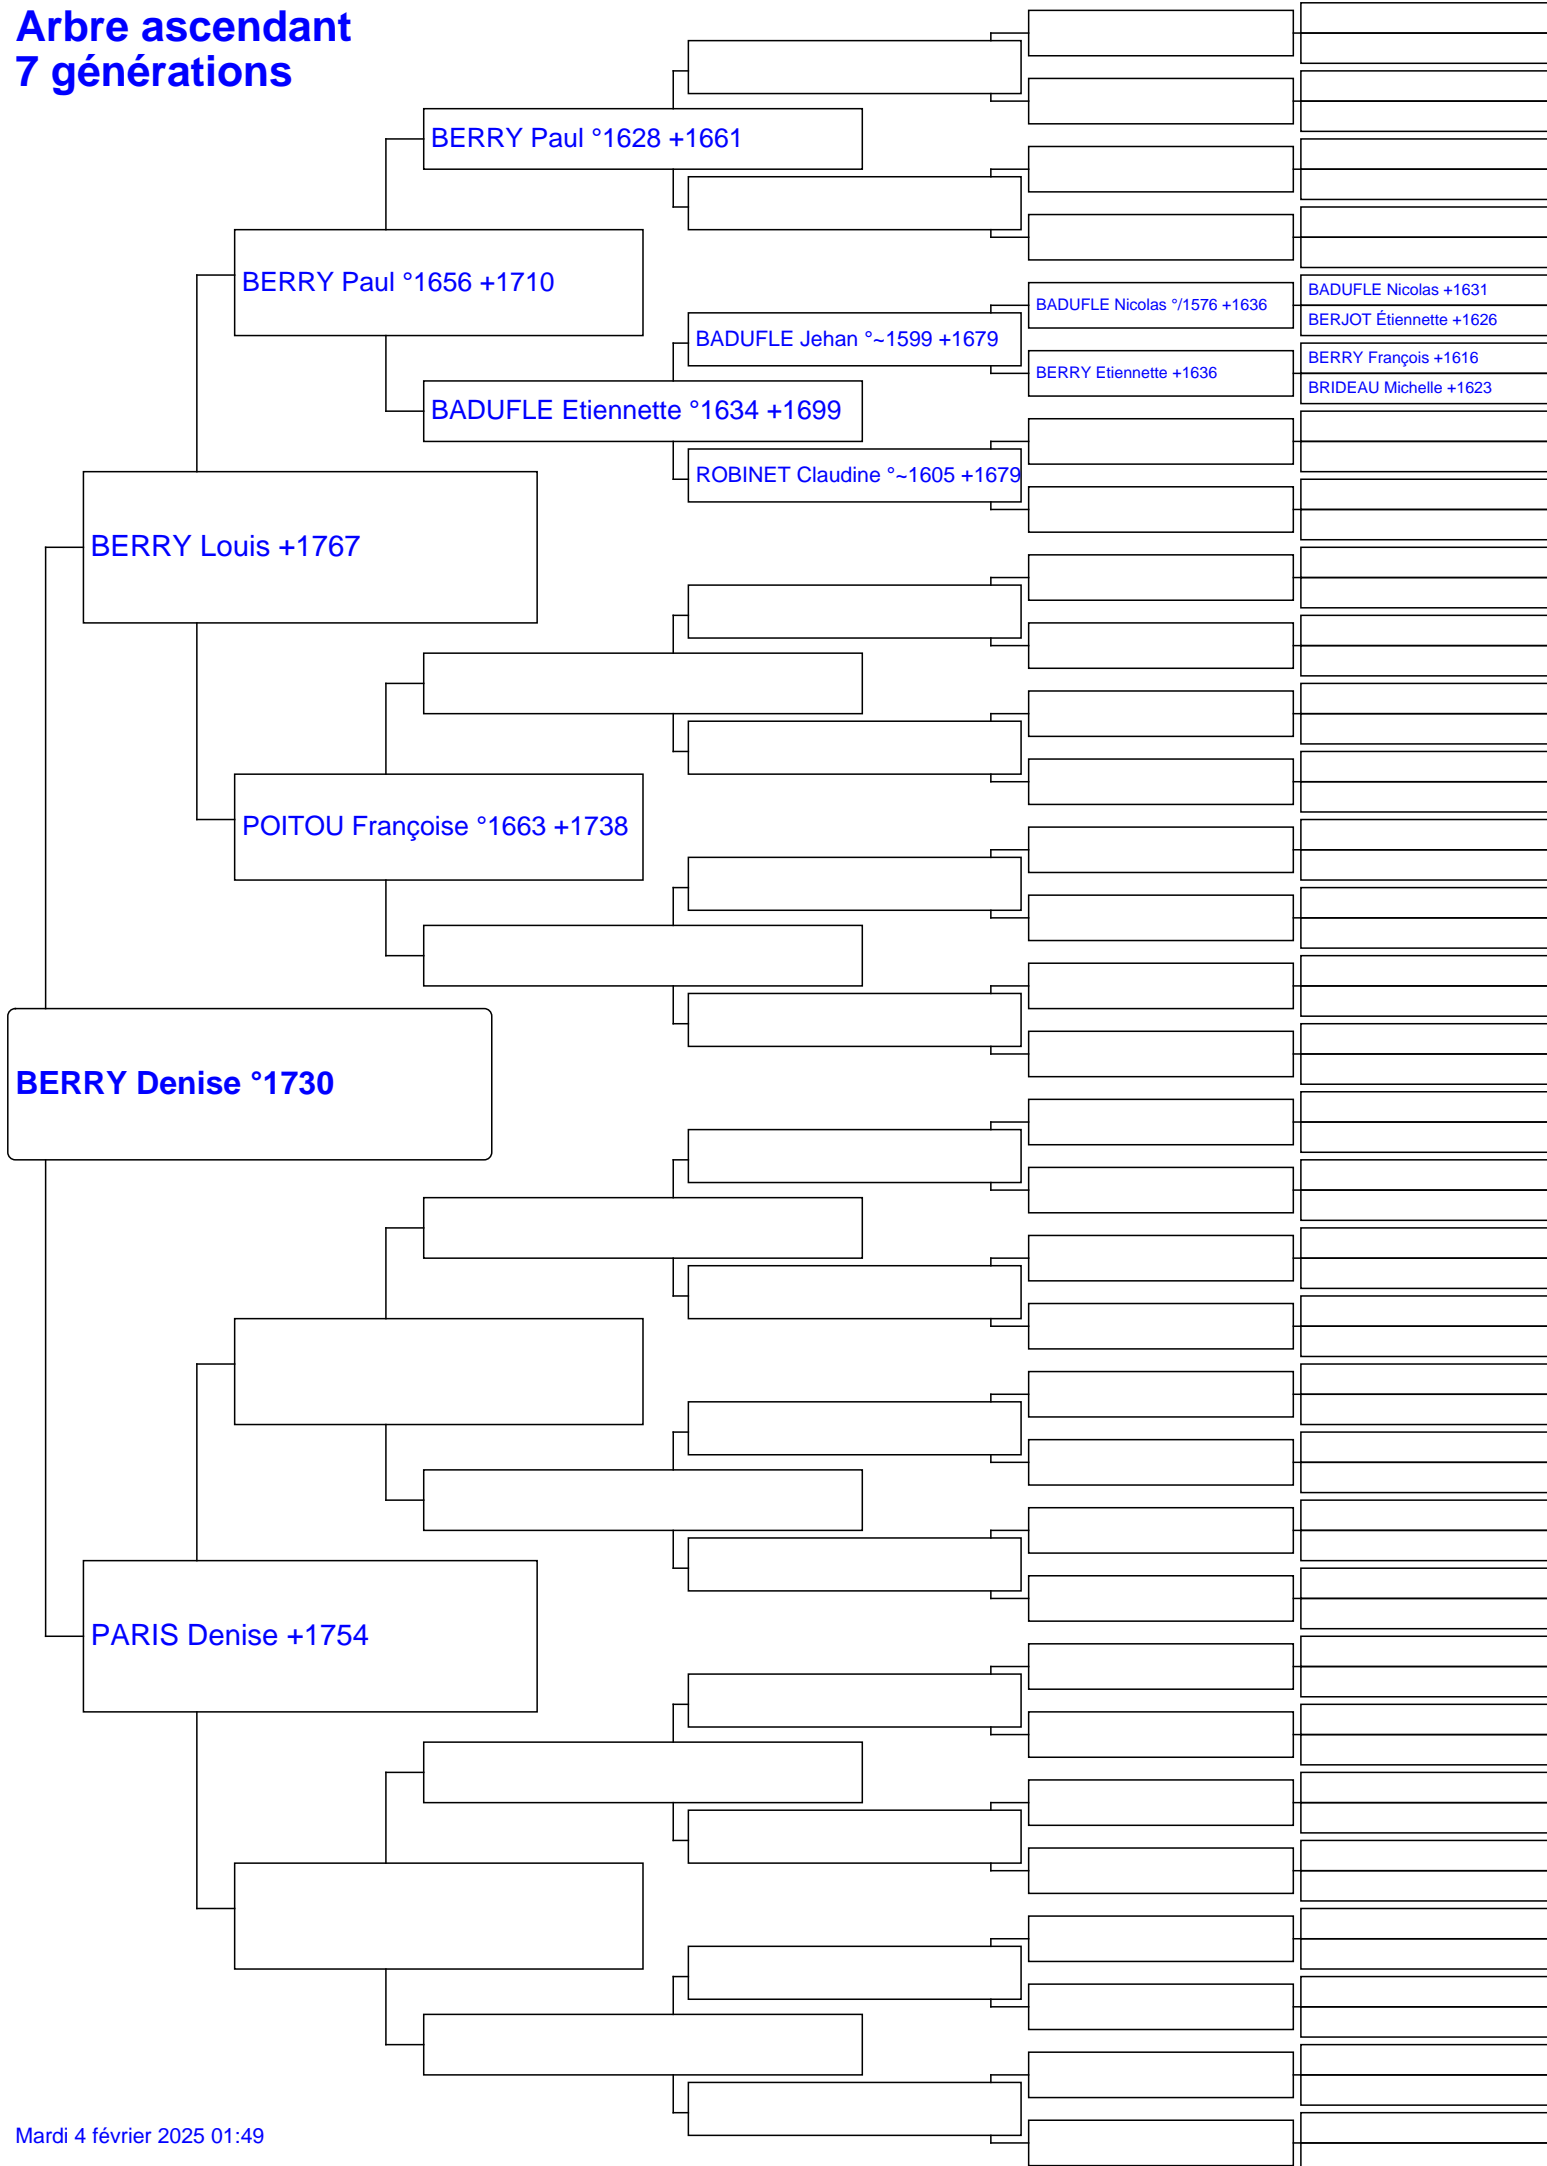 Arbre ascendant
7 générations
BERRY Paul °1628 +1661
BERRY Paul °1656 +1710
BADUFLE Nicolas +1631
BADUFLE Nicolas °/1576 +1636
BERJOT Étiennette +1626
BADUFLE Jehan °~1599 +1679
BERRY François +1616
BERRY Etiennette +1636
BRIDEAU Michelle +1623
BADUFLE Etiennette °1634 +1699
ROBINET Claudine °~1605 +1679
BERRY Louis +1767
POITOU Françoise °1663 +1738
BERRY Denise °1730
PARIS Denise +1754
Mardi 4 février 2025 01:49